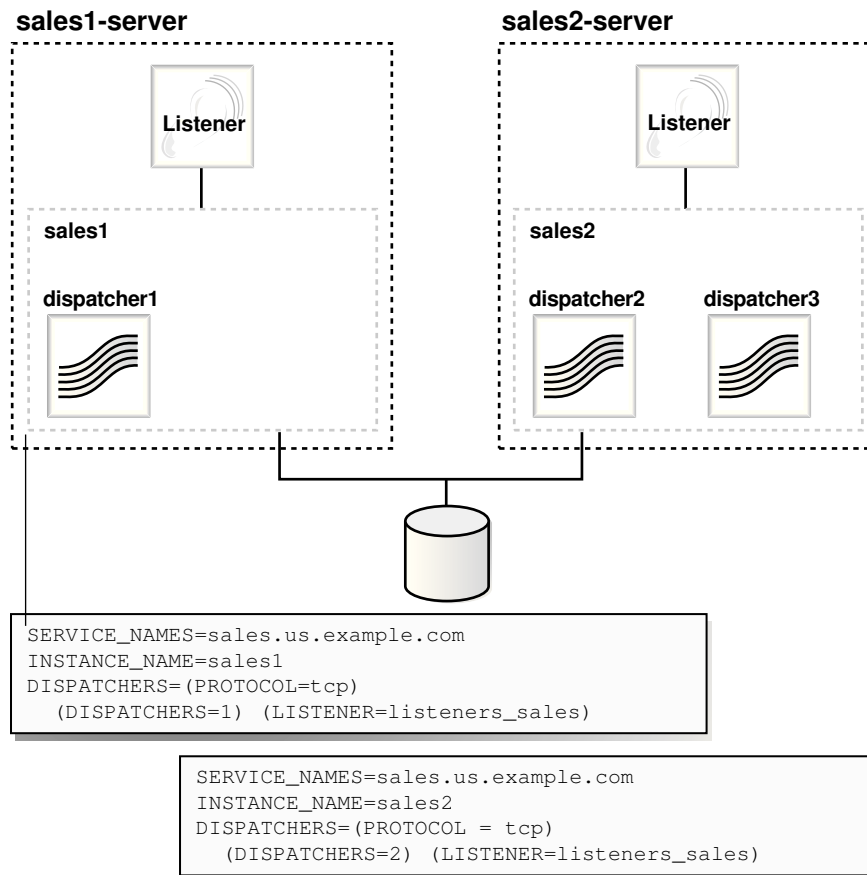 sales1-server
sales2-server
Listener
Listener
sales1
sales2
dispatcher1
dispatcher2
dispatcher3
SERVICE_NAMES=sales.us.example.com
INSTANCE_NAME=sales1
DISPATCHERS=(PROTOCOL=tcp)
(DISPATCHERS=1) (LISTENER=listeners_sales)
SERVICE_NAMES=sales.us.example.com
INSTANCE_NAME=sales2
DISPATCHERS=(PROTOCOL = tcp)
(DISPATCHERS=2) (LISTENER=listeners_sales)